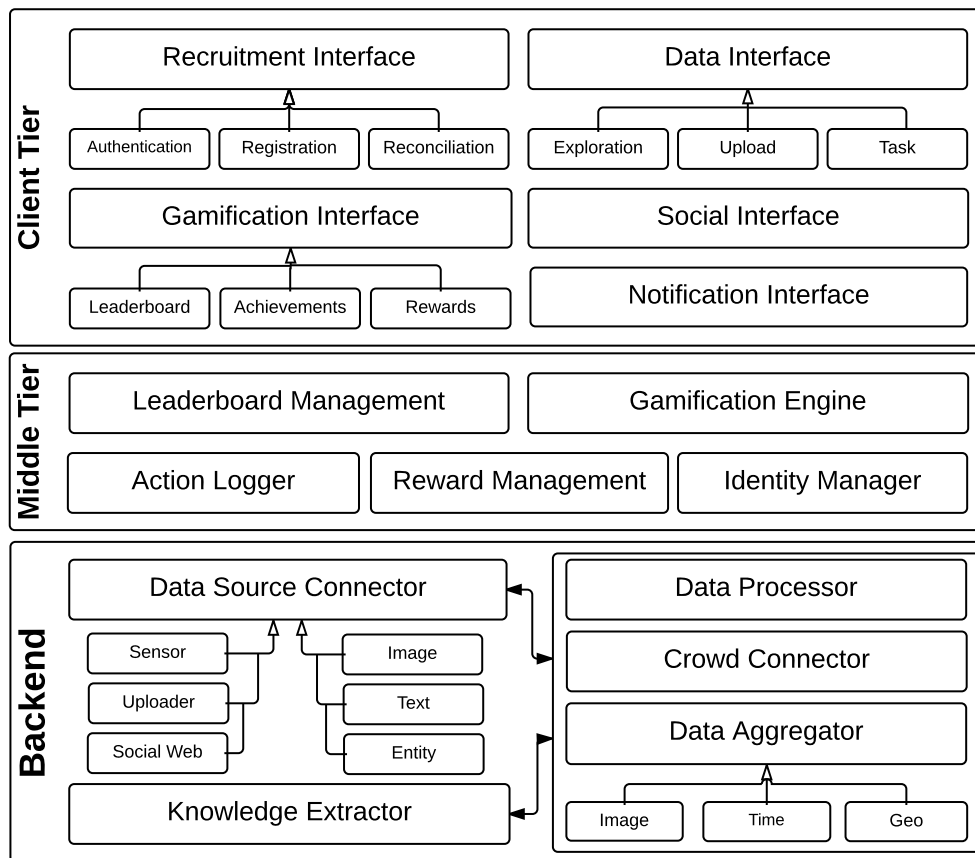 Client Tier
Recruitment Interface
Data Interface
Authentication
Registration
Reconciliation
Exploration
Upload
Task
Gamification Interface
Social Interface
Leaderboard
Achievements
Rewards
Notification Interface
Middle Tier
Leaderboard Management
Gamification Engine
Action Logger
Reward Management
Identity Manager
Backend
Data Source Connector
Sensor
Image
Uploader
Text
Social Web
Entity
Knowledge Extractor
Data Processor
Crowd Connector
Data Aggregator
Image
Time
Geo